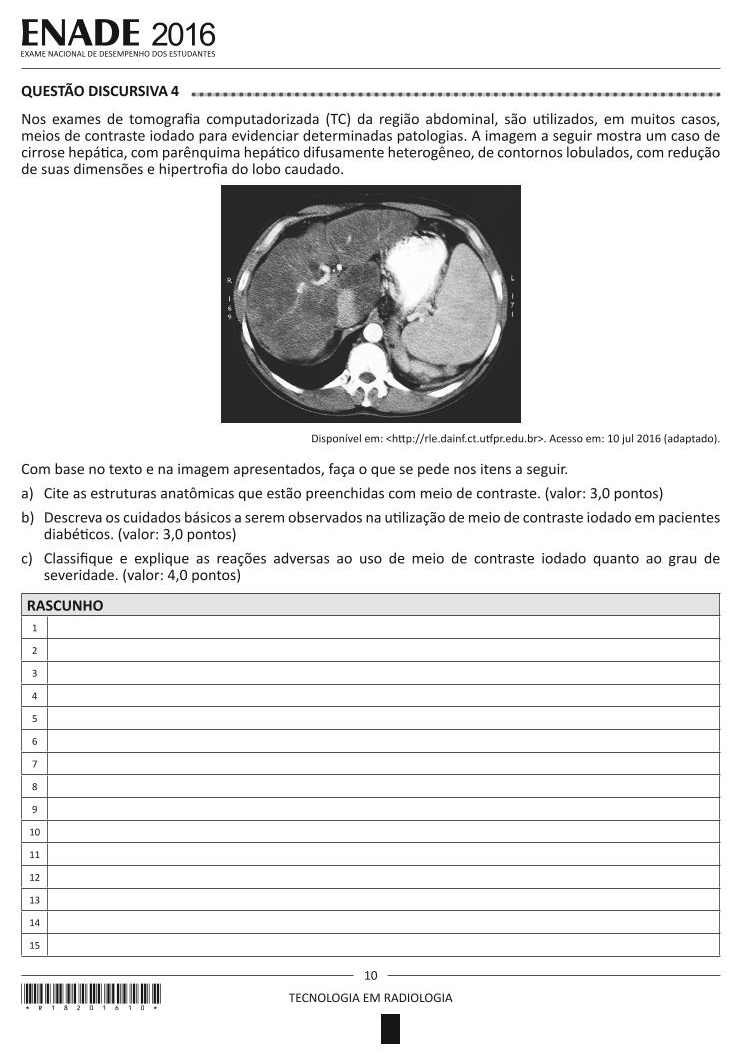 ENADE 2016
EXAME NACIONAL DE DESEMPENHO DOS ESTUDANTES
QUESTÃO DISCURSIVA 4
Nos exames de tomografia computadorizada (TC) da região abdominal, são utilizados, em muitos casos,
meios de contraste iodado para evidenciar determinadas patologias. A imagem a seguir mostra um caso de
cirrose hepática, com parênquima hepático difusamente heterogêneo, de contornos lobulados, com redução
de suas dimensões e hipertrofia do lobo caudado.
R
169
L
171
Disponível em: <http://rle.dainf.ct.utfpr.edu.br>. Acesso em: 10 jul 2016 (adaptado).
Com base no texto e na imagem apresentados, faça o que se pede nos itens a seguir.
a) Cite as estruturas anatômicas que estão preenchidas com meio de contraste. (valor: 3,0 pontos)
b) Descreva os cuidados básicos a serem observados na utilização de meio de contraste iodado em pacientes
diabéticos. (valor: 3,0 pontos)
c) Classifique e explique as reações adversas ao uso de meio de contraste iodado quanto ao grau de
severidade. (valor: 4,0 pontos)
RASCUNHO
1
2
3
4
5
6
7
8
9
10
11
12
13
14
15
10
TECNOLOGIA EM RADIOLOGIA
* R 1 8 2 0 1 6 1 0 *